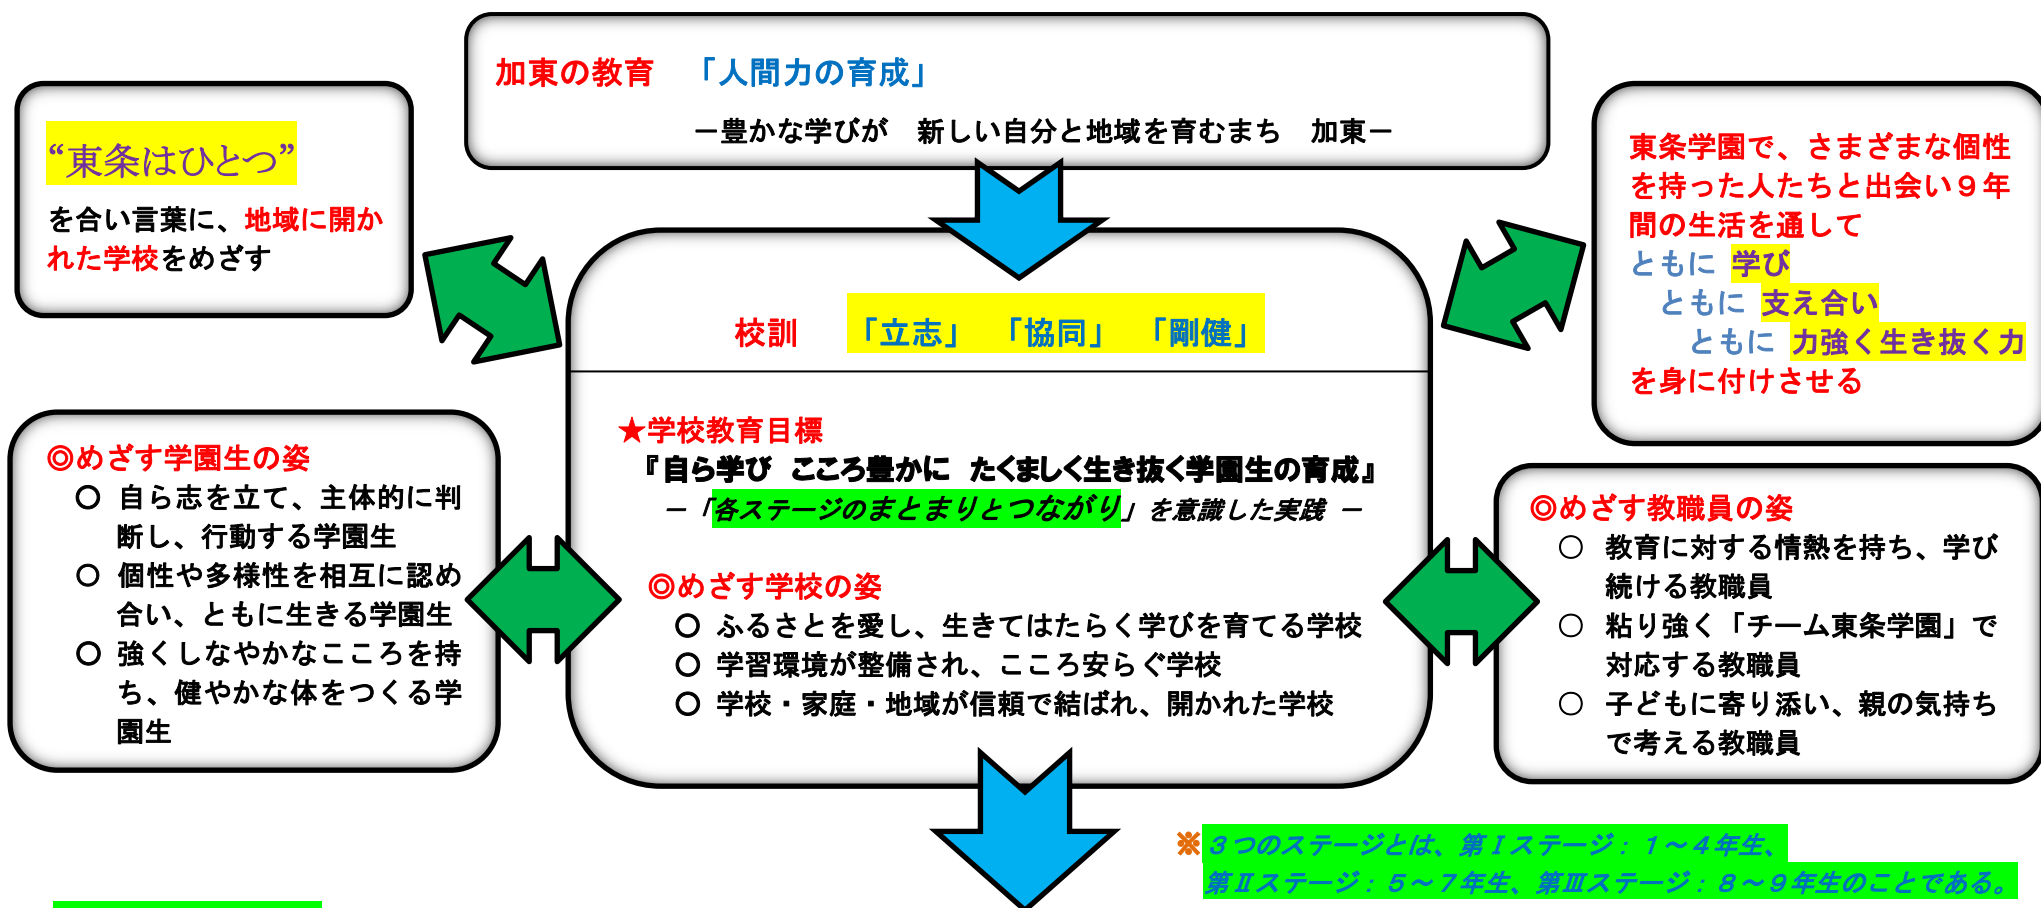 加東の教育　「人間力の育成」
－豊かな学びが　新しい自分と地域を育むまち　加東－
“東条はひとつ”
を合い言葉に、地域に開か
れた学校をめざす
東条学園で、さまざまな個性
を持った人たちと出会い９年
間の生活を通して
ともに 学び
ともに 支え合い
ともに 力強く生き抜く力
を身に付けさせる
校訓　「立志」　「協同」　「剛健」
★学校教育目標
『自ら学び　こころ豊かに　たくましく生き抜く学園生の育成』
－「各ステージのまとまりとつながり」を意識した実践 －
◎めざす学校の姿
○ ふるさとを愛し、生きてはたらく学びを育てる学校
○ 学習環境が整備され、こころ安らぐ学校
○ 学校・家庭・地域が信頼で結ばれ、開かれた学校
◎めざす学園生の姿
○ 自ら志を立て、主体的に判
断し、行動する学園生
○ 個性や多様性を相互に認め
合い、ともに生きる学園生
○ 強くしなやかなこころを持
ち、健やかな体をつくる学
園生
◎めざす教職員の姿
○ 教育に対する情熱を持ち、学び
続ける教職員
○ 粘り強く「チーム東条学園」で
対応する教職員
○ 子どもに寄り添い、親の気持ち
で考える教職員
※３つのステージとは、第Ⅰステージ：１～４年生、
第Ⅱステージ：５～７年生、第Ⅲステージ：８～９年生のことである。